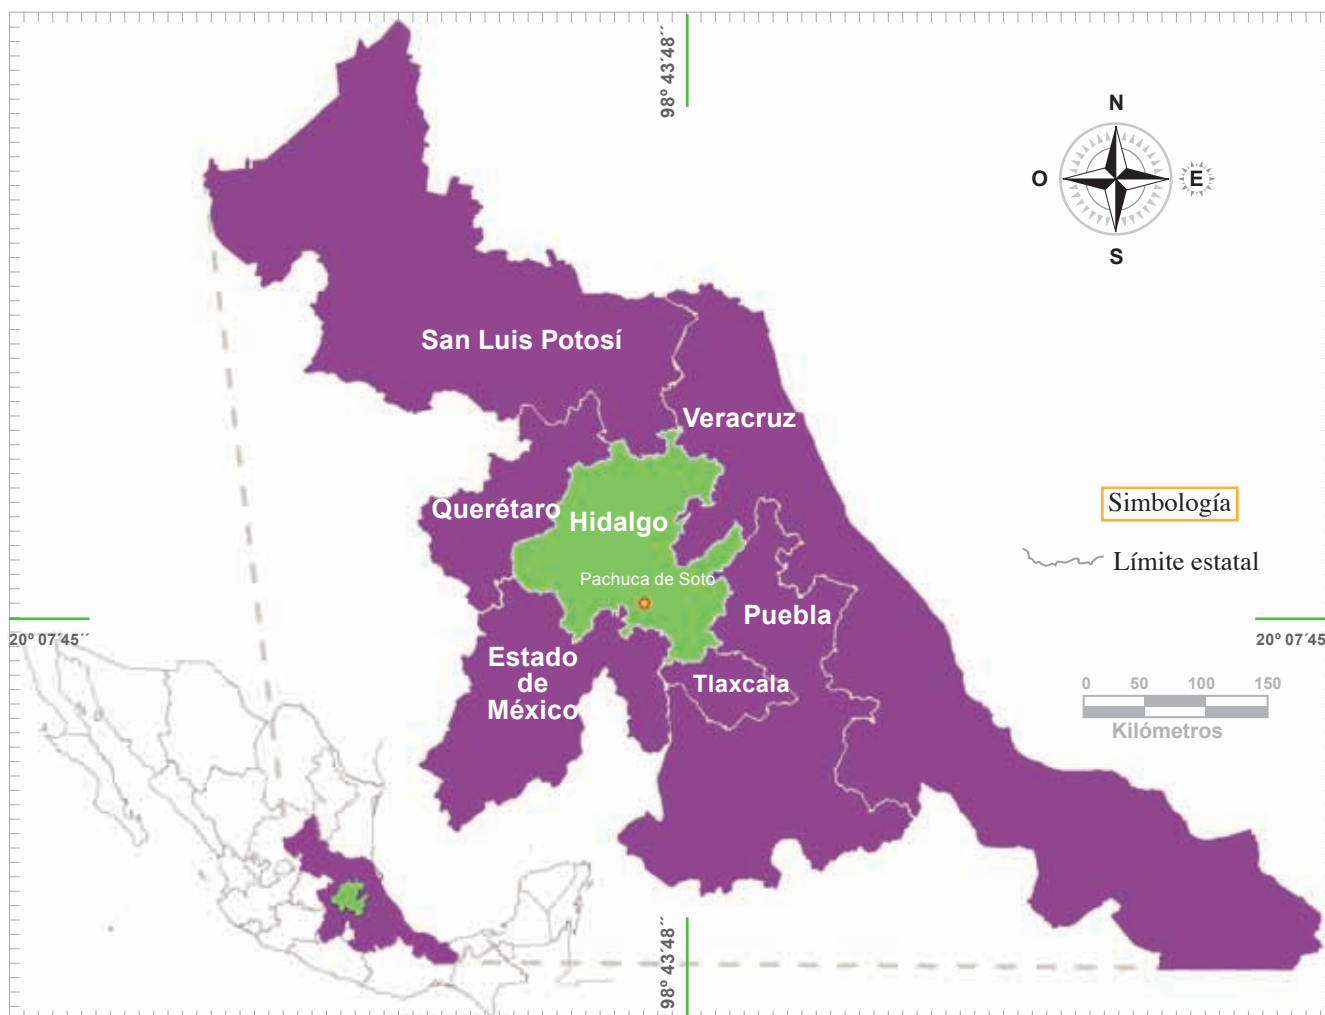 98° 43´48´´
N
O
E
S
San Luis Potosí
Veracruz
Querétaro
Hidalgo
Simbología
Límite estatal
Pachuca de Soto
Puebla
20° 07´45´´
20° 07´45
Estado
de
México
Tlaxcala
0 50 100 150
Kilómetros
98° 43´48´´